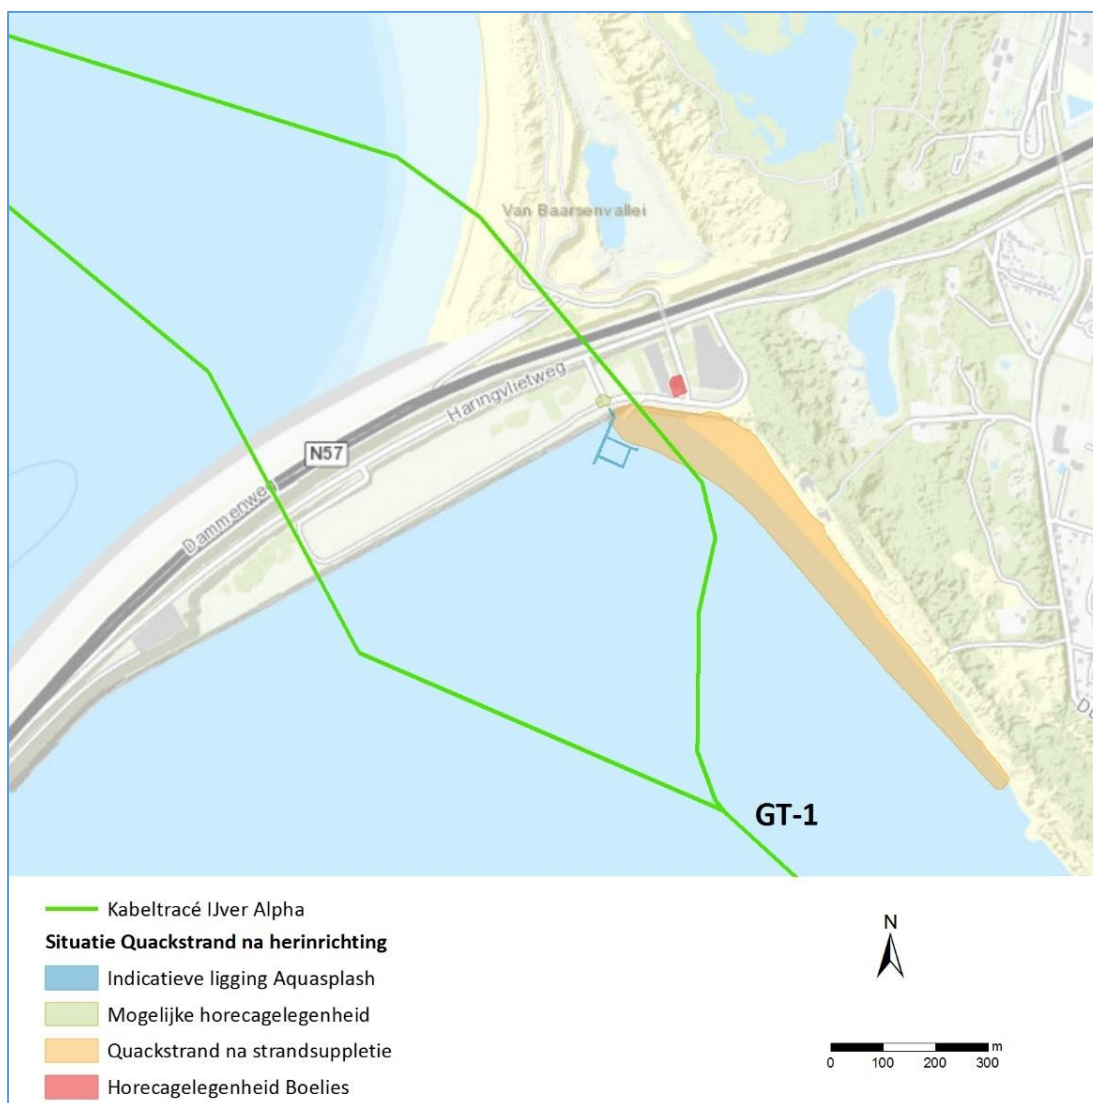 Van Baarsenvallei
Haringvlietweg
N57
Dammenweg
GT-1
Kabeltracé IJver Alpha
Situatie Quackstrand na herinrichting
Indicatieve ligging Aquasplash
Mogelijke horecagelegenheid
Quackstrand na strandsuppletie
Horecagelegenheid Boelies
N
m
0 100 200 300